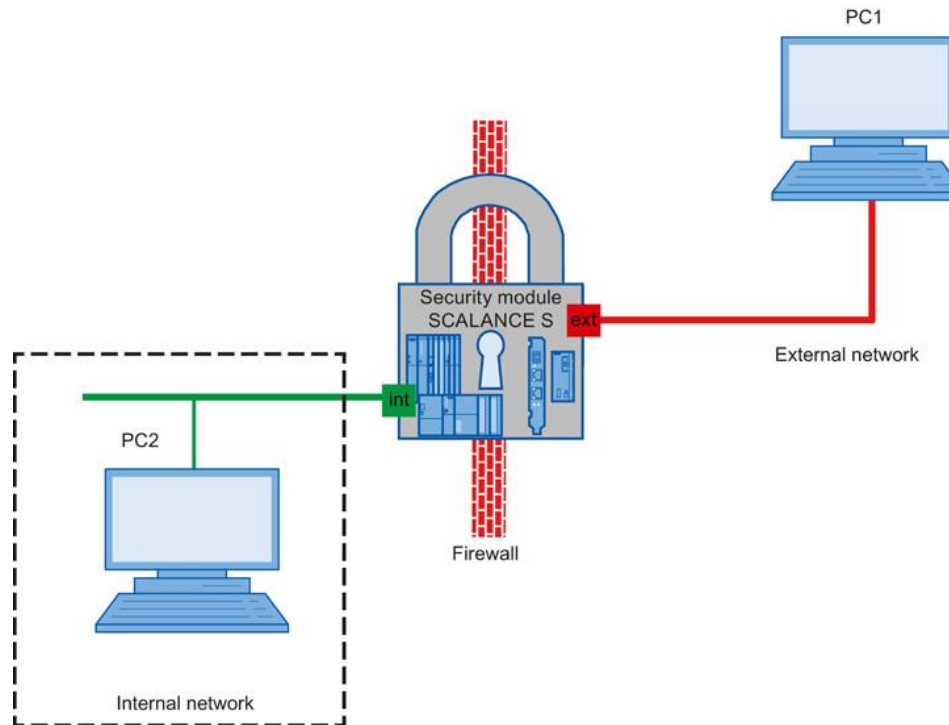 PC1
Security module
SCALANCE S
ext
External network
int
PC2
Firewall
Internal network